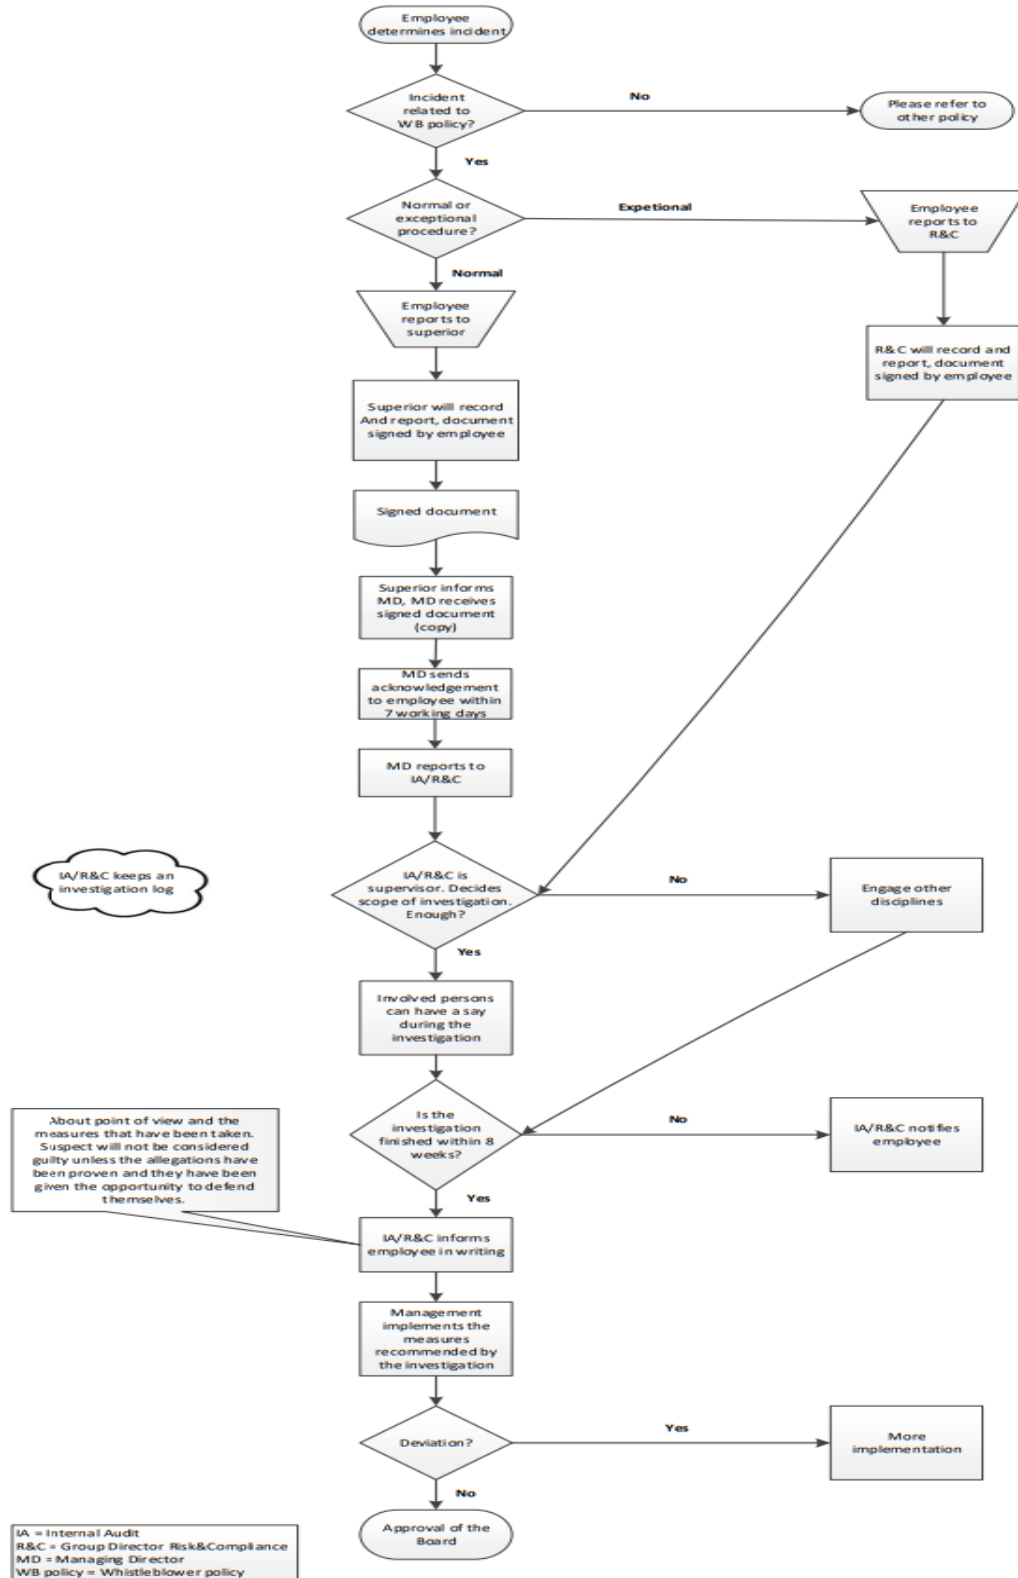 Employee
determines incident
Incident
related to
WB policy?
No
Please refer to
other policy
Yes
Normal or
exceptional
procedure?
Expetional
Employee
reports to
R&C
Normal
Employee
reports to
superior
R&C will record and
report, document
signed by employee
Superior will record
And report, document
signed by employee
Signed document
Superior informs
MD, MD receives
signed document
(copy)
MD sends
acknowledgement
to employee within
7 working days
MD reports to
IA/R&C
IA/R&C keeps an
investigation log
IA/R&C is
supervisor. Decides
scope of investigation.
Enough?
No
Engage other
disciplines
Yes
Involved persons
can have a say
during the
investigation
About point of view and the
measures that have been taken.
Suspect will not be considered
guilty unless the allegations have
been proven and they have been
given the opportunity to defend
themselves.
Is the
investigation
finished within 8
weeks?
No
IA/R&C notifies
employee
Yes
IA/R&C informs
employee in writing
Management
implements the
measures
recommended by
the investigation
Deviation?
Yes
More
implementation
No
Approval of the
Board
IA = Internal Audit
R&C = Group Director Risk&Compliance
MD = Managing Director
WB policy = Whistleblower policy